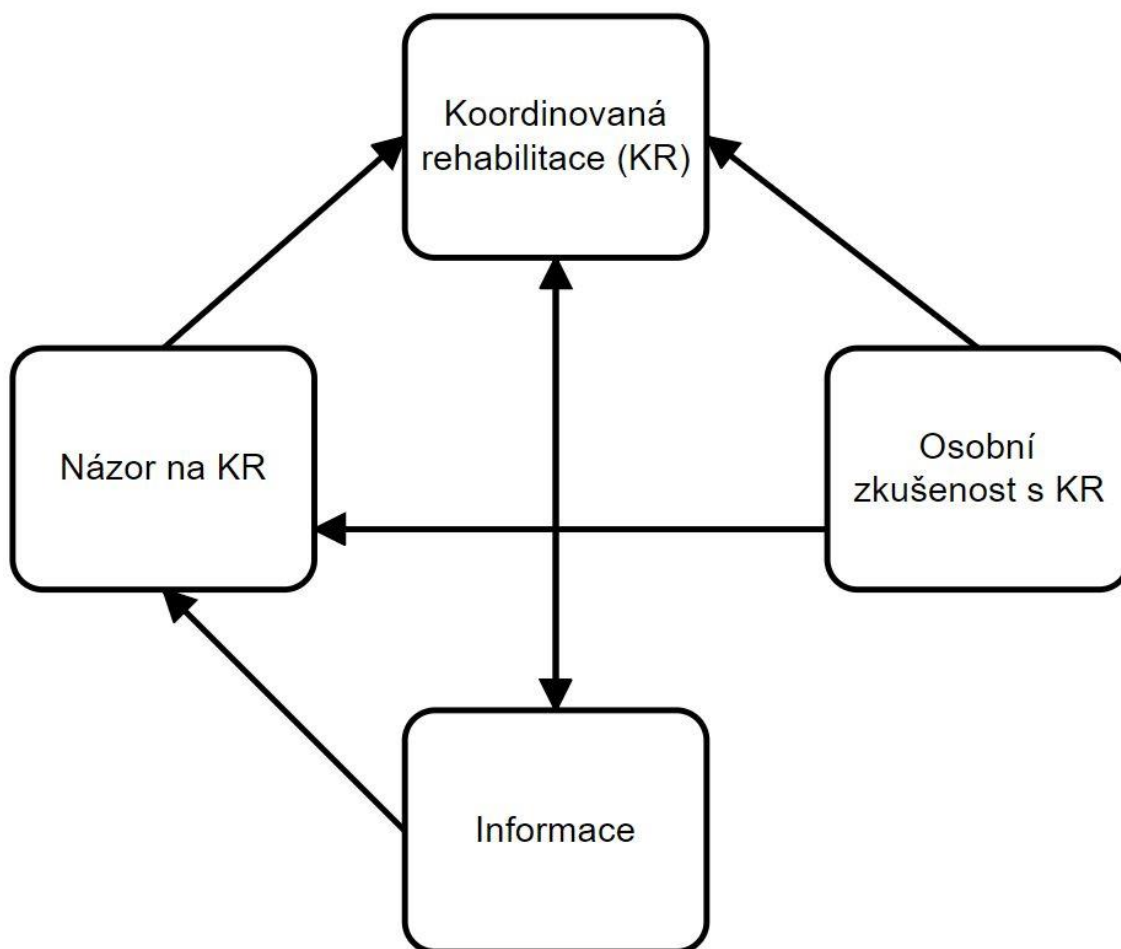 Koordinovaná
rehabilitace (KR)
Názor na KR
Osobní
zkušenost s KR
Informace